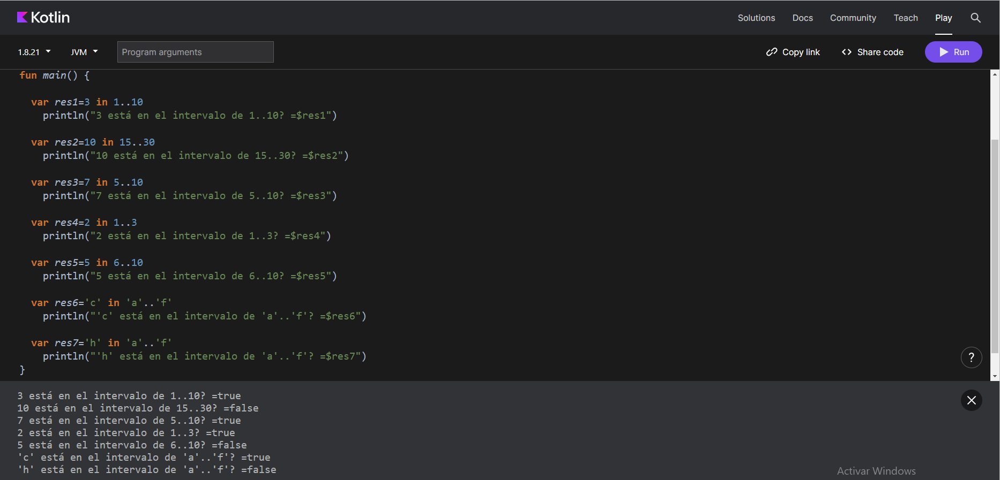 Kotlin
Solutions Docs Community Teach Play
1.8.21 JVM Program arguments Copy link <> Share code Run
fun main() {
var res1=3 in 1..10
println("3 está en el intervalo de 1..10? =$res1")
var res2=10 in 15..30
println("10 está en el intervalo de 15..30? =$res2")
var res3=7 in 5..10
println("7 está en el intervalo de 5..10? =$res3")
var res4=2 in 1..3
println("2 está en el intervalo de 1..3? =$res4")
var res5=5 in 6..10
println("5 está en el intervalo de 6..10? =$res5")
var res6='c' in 'a'..'f'
println("'c' está en el intervalo de 'a'..'f'? =$res6")
var res7='h' in 'a'..'f'
println("'h' está en el intervalo de 'a'..'f'? =$res7")
}
?
3 está en el intervalo de 1..10? =true
10 está en el intervalo de 15..30? =false
7 está en el intervalo de 5..10? =true
2 está en el intervalo de 1..3? =true
5 está en el intervalo de 6..10? =false
'c' está en el intervalo de 'a'..'f'? =true
'h' está en el intervalo de 'a'..'f'? =false
Activar Windows